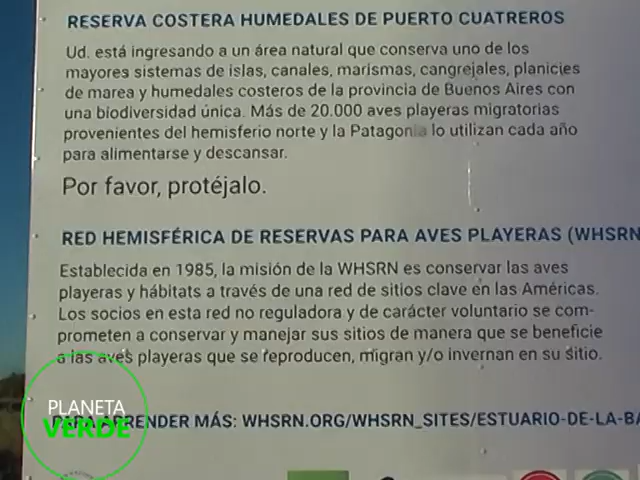 RESERVA COSTERA HUMEDALES DE PUERTO CUATREROS
Ud. está ingresando a un área natural que conserva uno de los
mayores sistemas de islas, canales, marismas, cangrejales, planicies
de marea y humedales costeros de la provincia de Buenos Aires con
una biodiversidad única. Más de 20.000 aves playeras migratorias
provenientes del hemisferio norte y la Patagonia lo utilizan cada año
para alimentarse y descansar.
Por favor, protéjalo.
RED HEMISFÉRICA DE RESERVAS PARA AVES PLAYERAS (WHSRN
Establecida en 1985, la misión de la WHSRN es conservar las aves
playeras y hábitats a través de una red de sitios clave en las Américas.
Los socios en esta red no reguladora y de carácter voluntario se com-
prometen a conservar y manejar sus sitios de manera que se beneficie
a las aves playeras que se reproducen, migran y/o invernan en su sitio.
PARA APRENDER MÁS: WHSRN.ORG/WHSRN_SITES/ESTUARIO-DE-LA-BA
PLANETA
VERDE